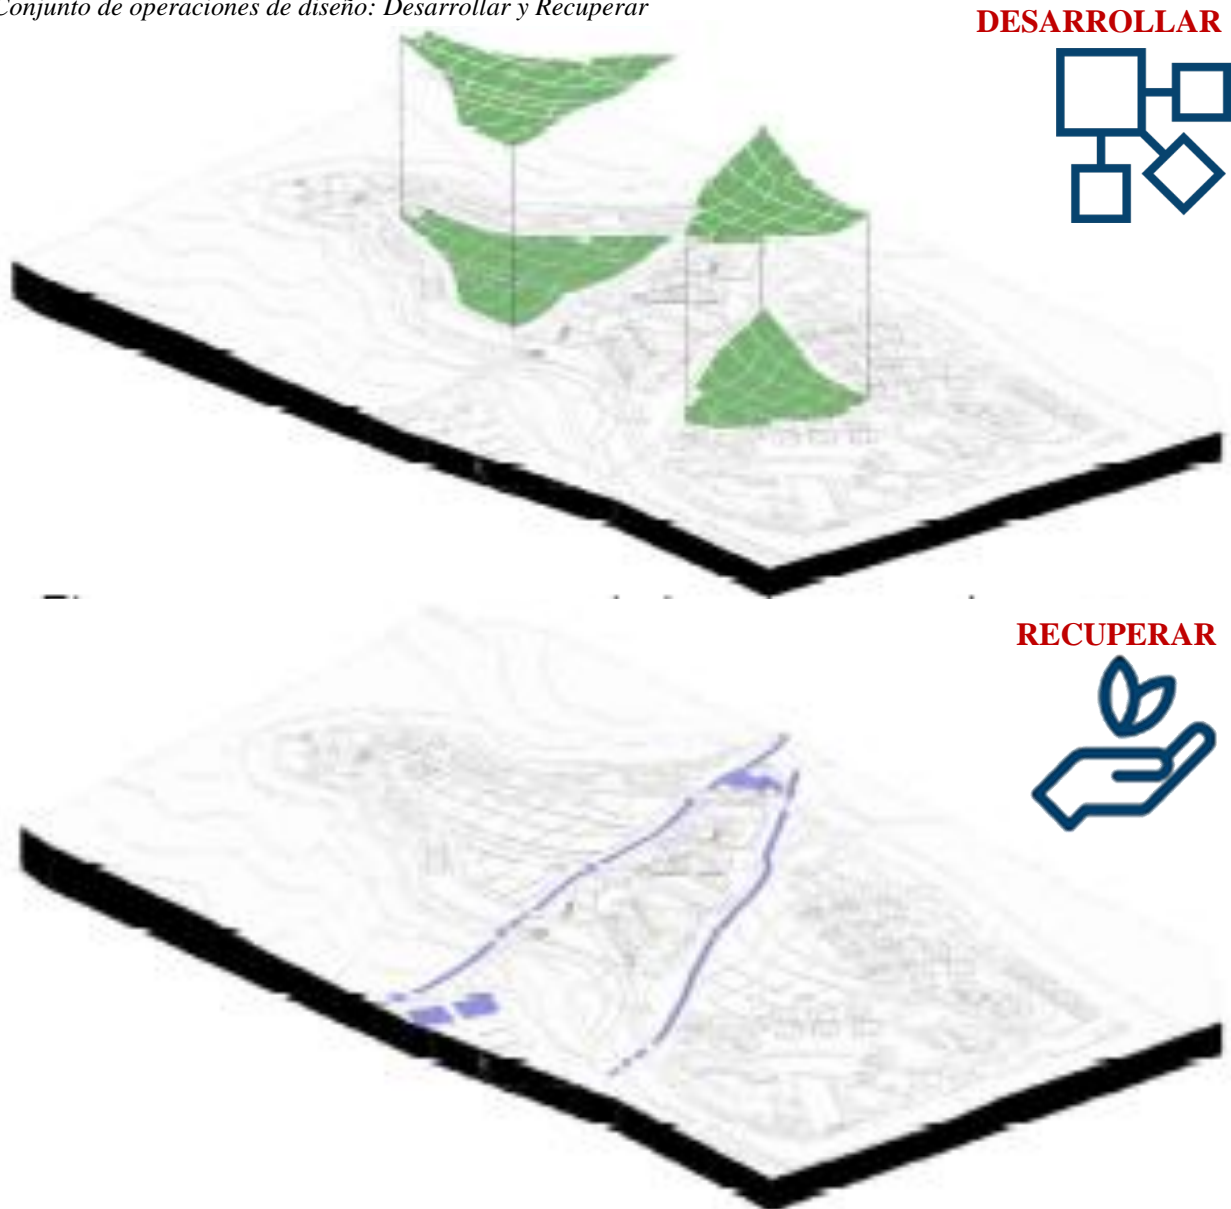 Conjunto de operaciones de diseño: Desarrollar y Recuperar
DESARROLLAR
RECUPERAR